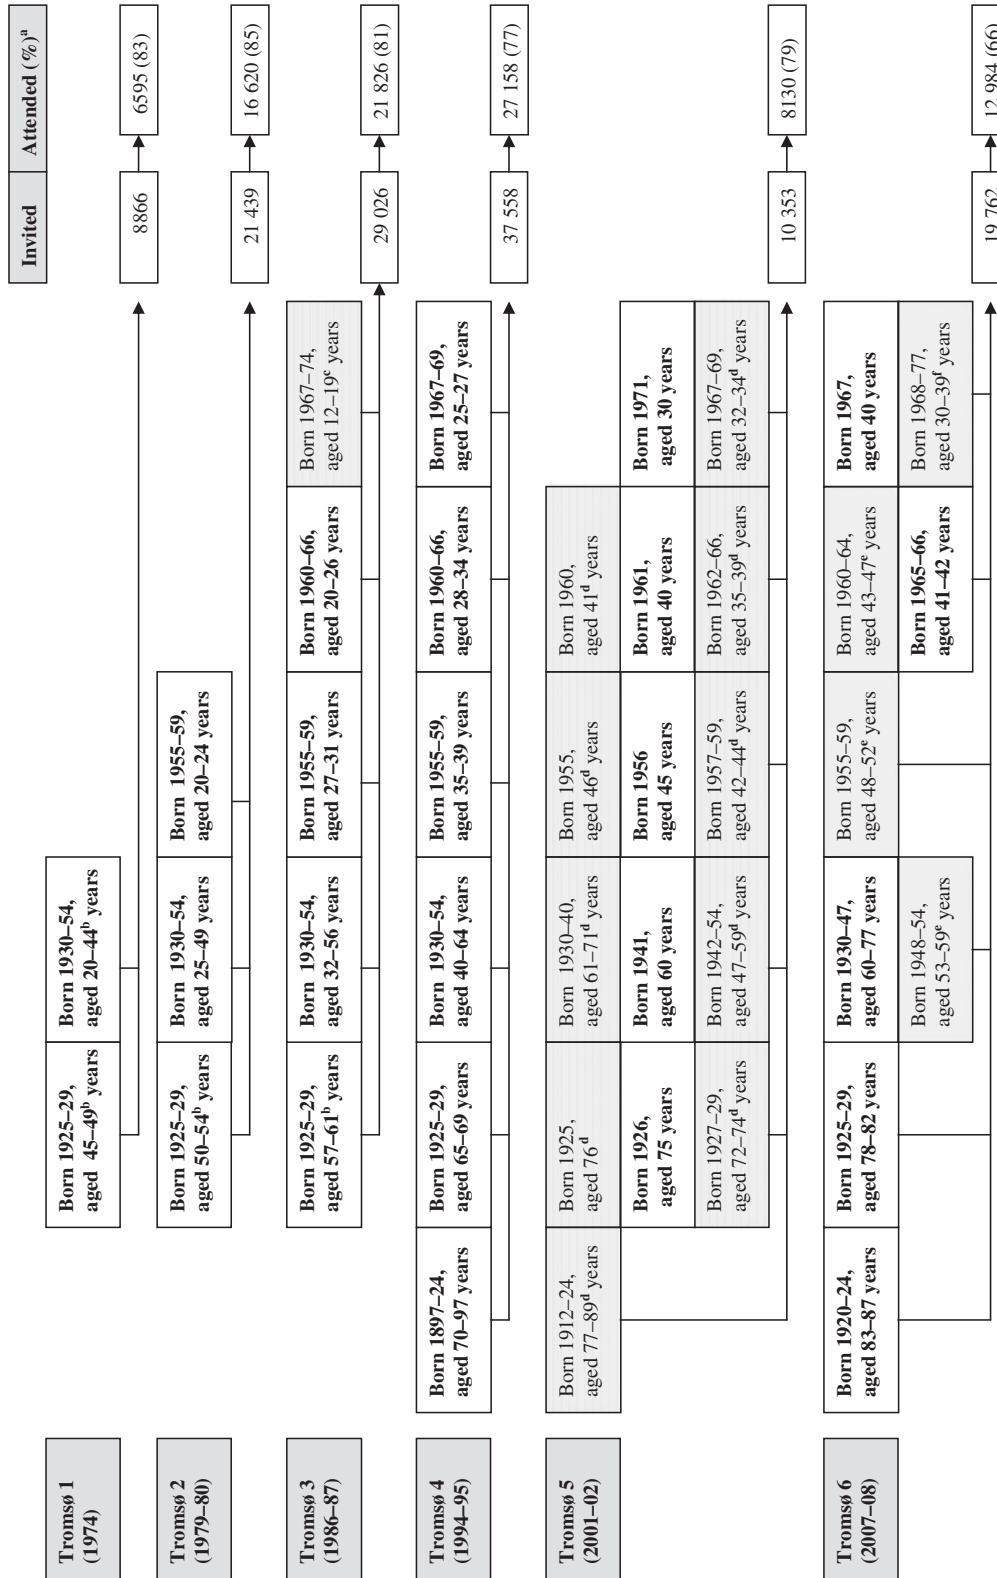 Invited
Attended (%)ᵃ
Tromsø 1
(1974)
Born 1925–29,
aged 45–49ᵇ years
Born 1930–54,
aged 20–44ᵇ years
8866
6595 (83)
Tromsø 2
(1979–80)
Born 1925–29,
aged 50–54ᵇ years
Born 1930–54,
aged 25–49 years
Born 1955–59,
aged 20–24 years
21 439
16 620 (85)
Tromsø 3
(1986–87)
Born 1925–29,
aged 57–61ᵇ years
Born 1930–54,
aged 32–56 years
Born 1955–59,
aged 27–31 years
Born 1960–66,
aged 20–26 years
Born 1967–74,
aged 12–19ᶜ years
29 026
21 826 (81)
Tromsø 4
(1994–95)
Born 1897–24,
aged 70–97 years
Born 1925–29,
aged 65–69 years
Born 1930–54,
aged 40–64 years
Born 1955–59,
aged 35–39 years
Born 1960–66,
aged 28–34 years
Born 1967–69,
aged 25–27 years
37 558
27 158 (77)
Tromsø 5
(2001–02)
Born 1912–24,
aged 77–89ᵈ years
Born 1925,
aged 76ᵈ
Born 1930–40,
aged 61–71ᵈ years
Born 1955,
aged 46ᵈ years
Born 1960,
aged 41ᵈ years
Born 1926,
aged 75 years
Born 1941,
aged 60 years
Born 1956
aged 45 years
Born 1961,
aged 40 years
Born 1971,
aged 30 years
Born 1927–29,
aged 72–74ᵈ years
Born 1942–54,
aged 47–59ᵈ years
Born 1957–59,
aged 42–44ᵈ years
Born 1962–66,
aged 35–39ᵈ years
Born 1967–69,
aged 32–34ᵈ years
10 353
8130 (79)
Tromsø 6
(2007–08)
Born 1920–24,
aged 83–87 years
Born 1925–29,
aged 78–82 years
Born 1930–47,
aged 60–77 years
Born 1955–59,
aged 48–52ᵉ years
Born 1960–64,
aged 43–47ᵉ years
Born 1967,
aged 40 years
Born 1948–54,
aged 53–59ᵉ years
Born 1965–66,
aged 41–42 years
Born 1968–77,
aged 30–39ᶠ years
19 762
12 984 (66)